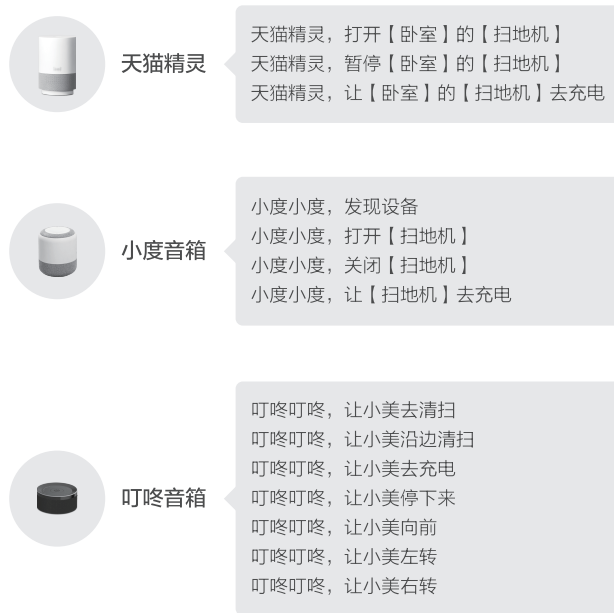 天猫精灵
天猫精灵，打开【卧室】的【扫地机】
天猫精灵，暂停【卧室】的【扫地机】
天猫精灵，让【卧室】的【扫地机】去充电
小度音箱
小度小度，发现设备
小度小度，打开【扫地机】
小度小度，关闭【扫地机】
小度小度，让【扫地机】去充电
叮咚音箱
叮咚叮咚，让小美去清扫
叮咚叮咚，让小美沿边清扫
叮咚叮咚，让小美去充电
叮咚叮咚，让小美停下来
叮咚叮咚，让小美向前
叮咚叮咚，让小美左转
叮咚叮咚，让小美右转